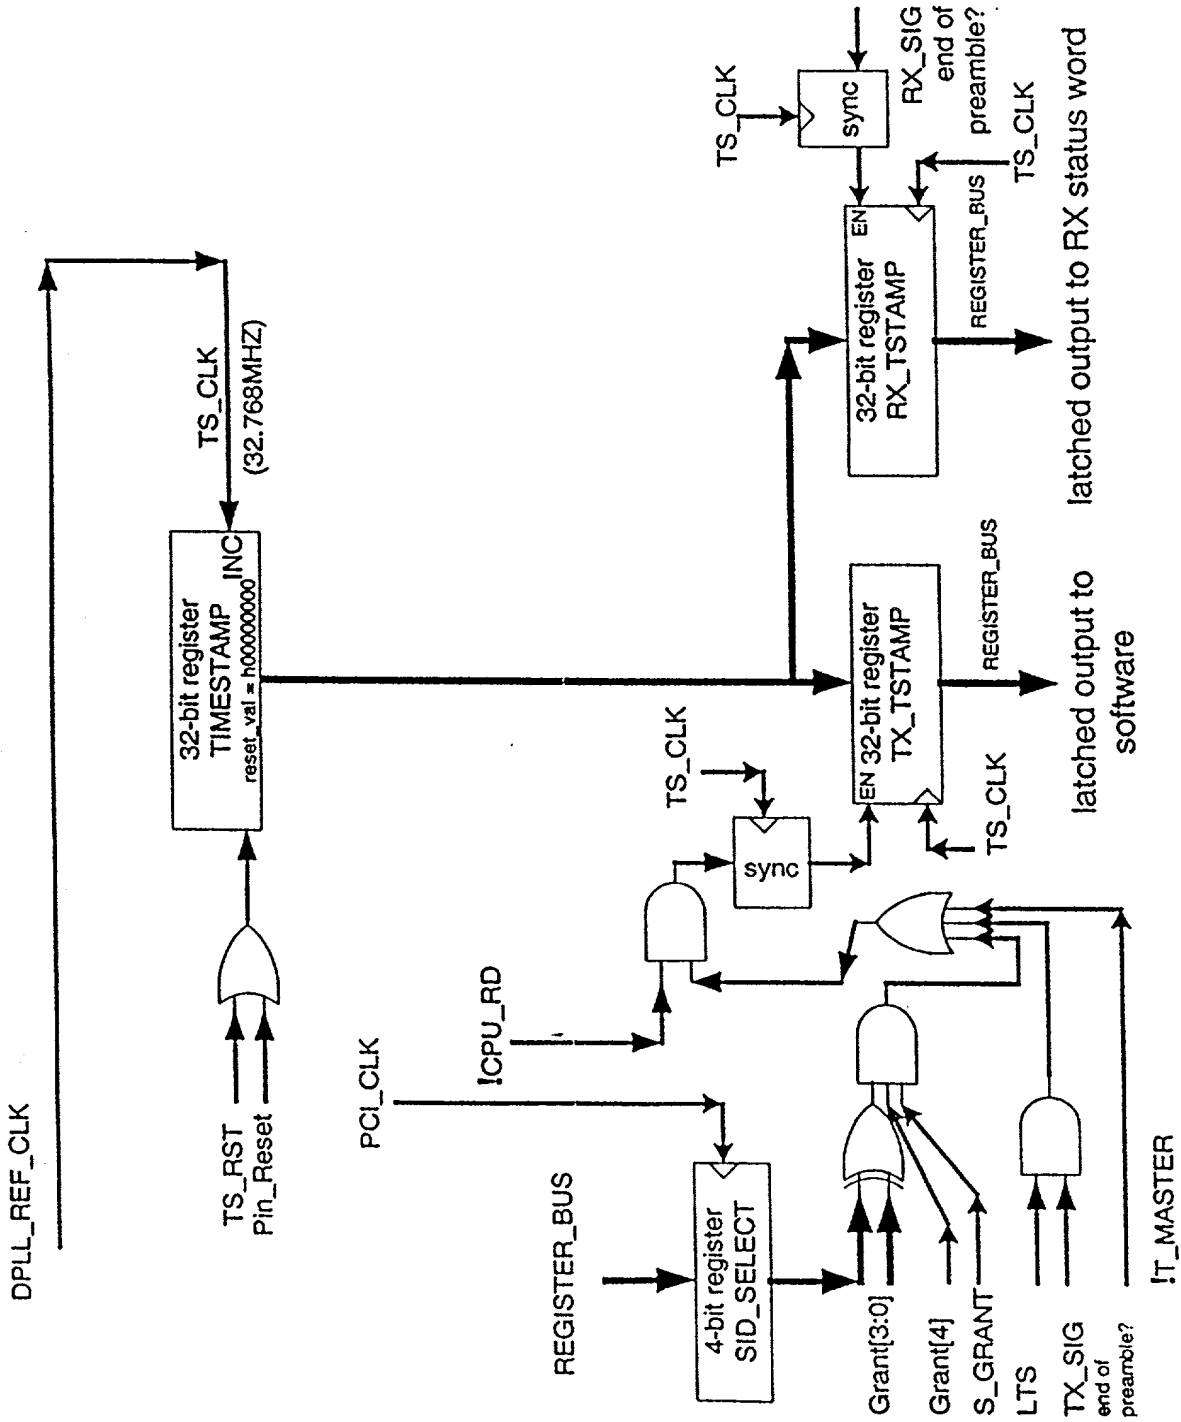 DPLL_REF_CLK
TS_CLK
(32.768MHZ)
32-bit register
TIMESTAMP
INC
reset_val = h00000000
TS_RST
Pin_Reset
PCI_CLK
!CPU_RD
REGISTER_BUS
4-bit register
SID_SELECT
Grant[3:0]
Grant[4]
S_GRANT
LTS
TX_SIG
end of
preamble?
!T_MASTER
TS_CLK
sync
EN
32-bit register
TX_TSTAMP
TS_CLK
REGISTER_BUS
latched output to
software
TS_CLK
sync
RX_SIG
end of
preamble?
EN
32-bit register
RX_TSTAMP
TS_CLK
REGISTER_BUS
latched output to RX status word